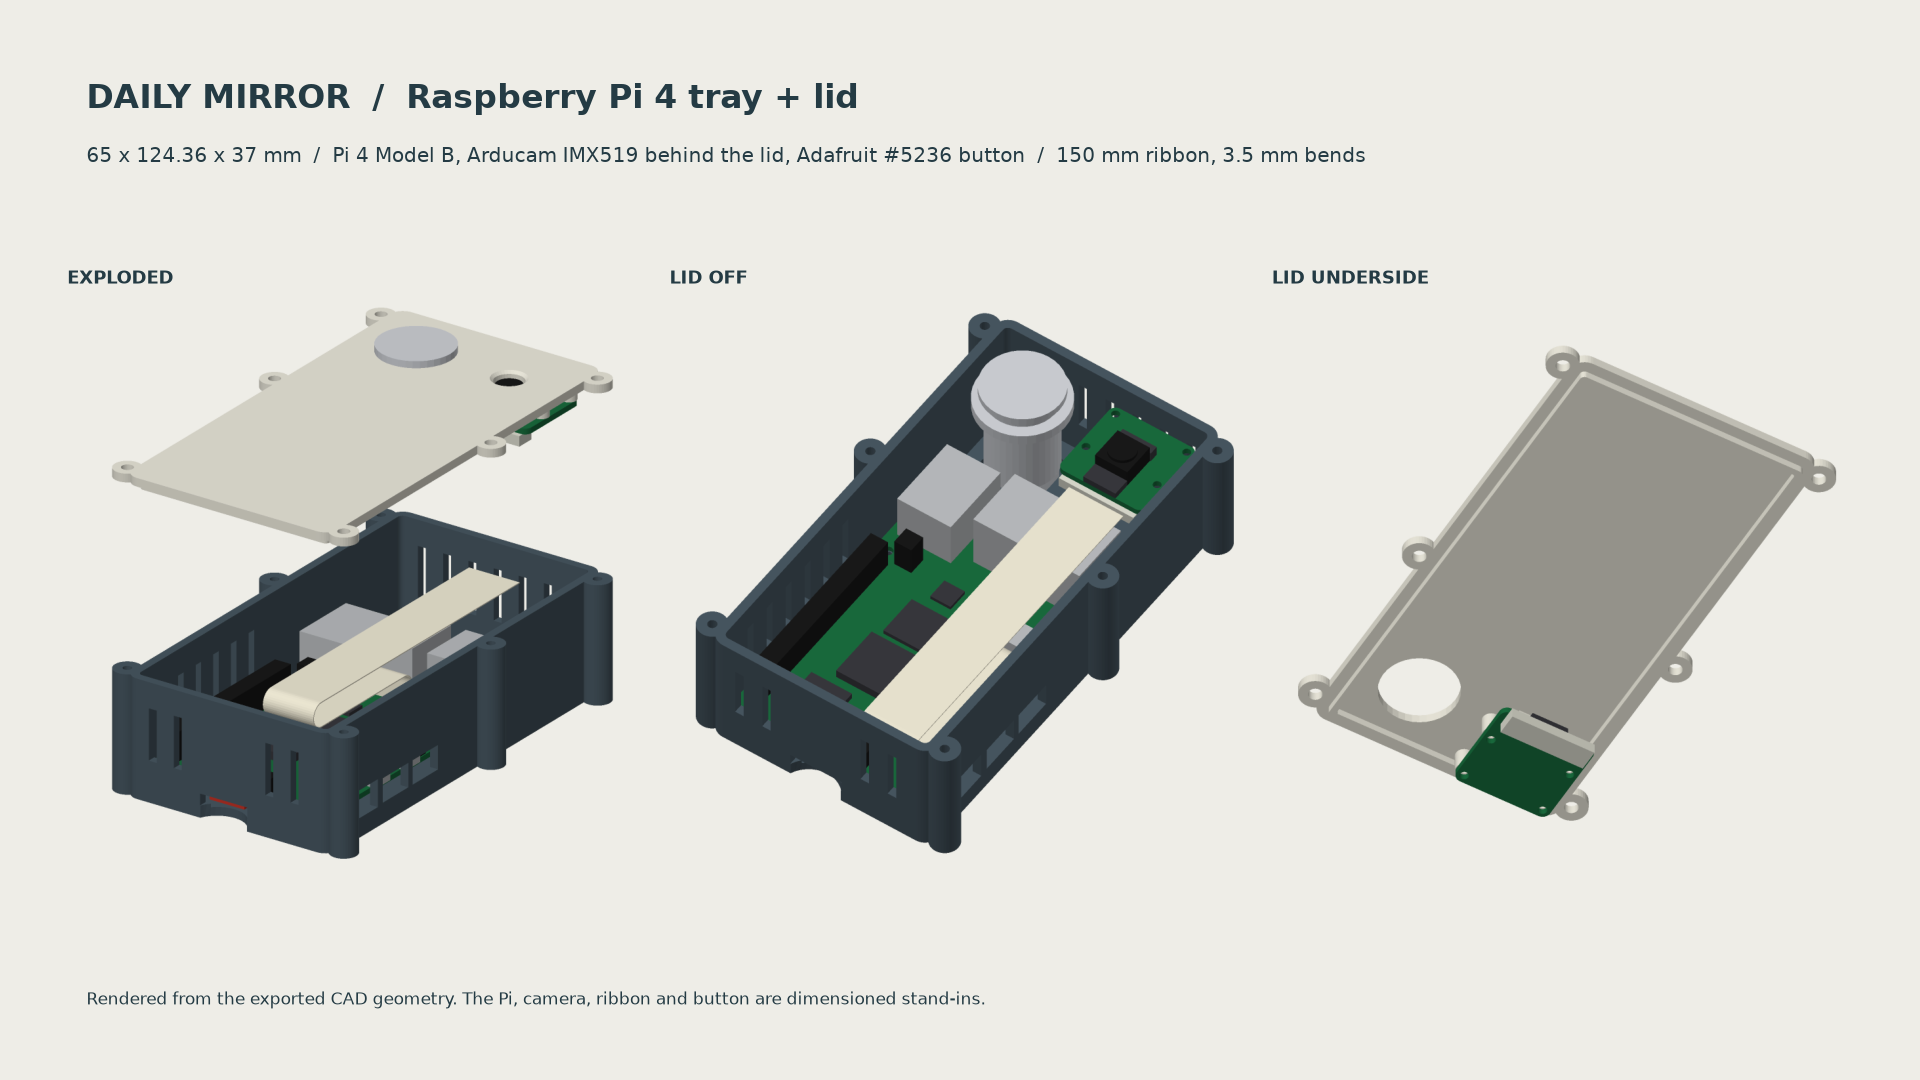 DAILY MIRROR / Raspberry Pi 4 tray + lid
65 x 124.36 x 37 mm / Pi 4 Model B, Arducam IMX519 behind the lid, Adafruit #5236 button / 150 mm ribbon, 3.5 mm bends
EXPLODED
LID OFF
LID UNDERSIDE
Rendered from the exported CAD geometry. The Pi, camera, ribbon and button are dimensioned stand-ins.